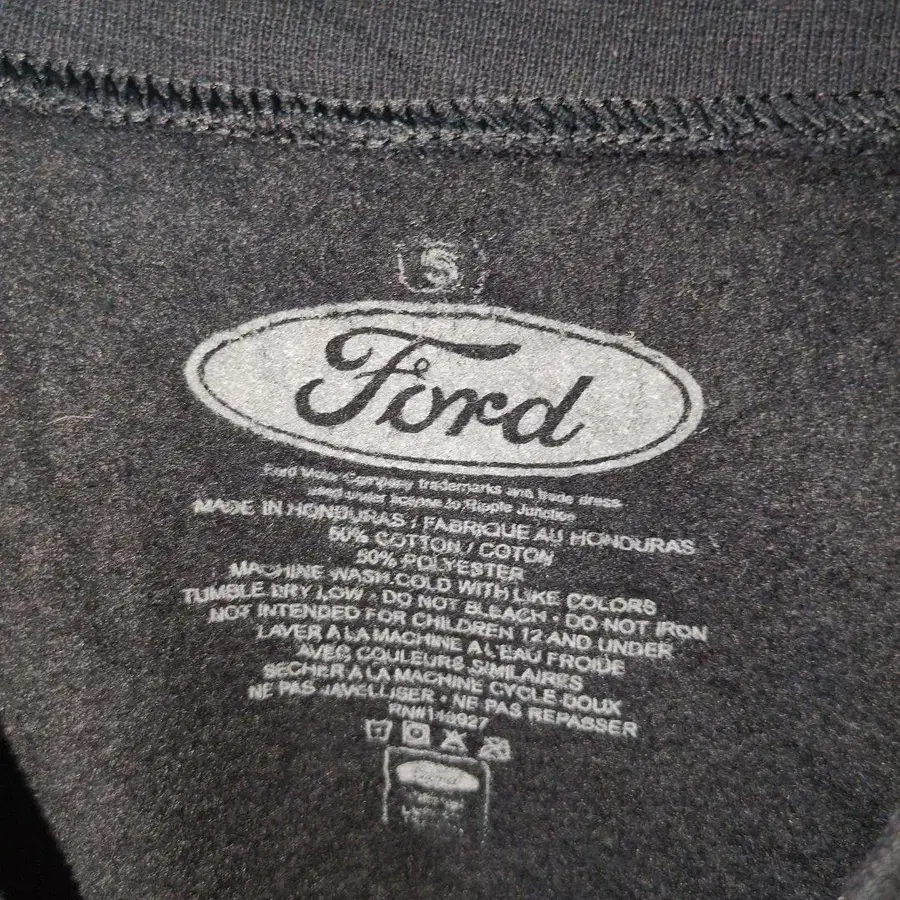 S
Ford
Ford Motor Company trademarks and trade dress
used under license to Ripple Junction
MADE IN HONDURAS / FABRIQUE AU HONDURAS
50% COTTON / COTON
50% POLYESTER
MACHINE WASH COLD WITH LIKE COLORS
TUMBLE DRY LOW • DO NOT BLEACH • DO NOT IRON
NOT INTENDED FOR CHILDREN 12 AND UNDER
LAVER A LA MACHINE A L'EAU FROIDE
AVEC COULEURS SIMILAIRES
SECHER A LA MACHINE CYCLE DOUX
NE PAS JAVELLISER • NE PAS REPASSER